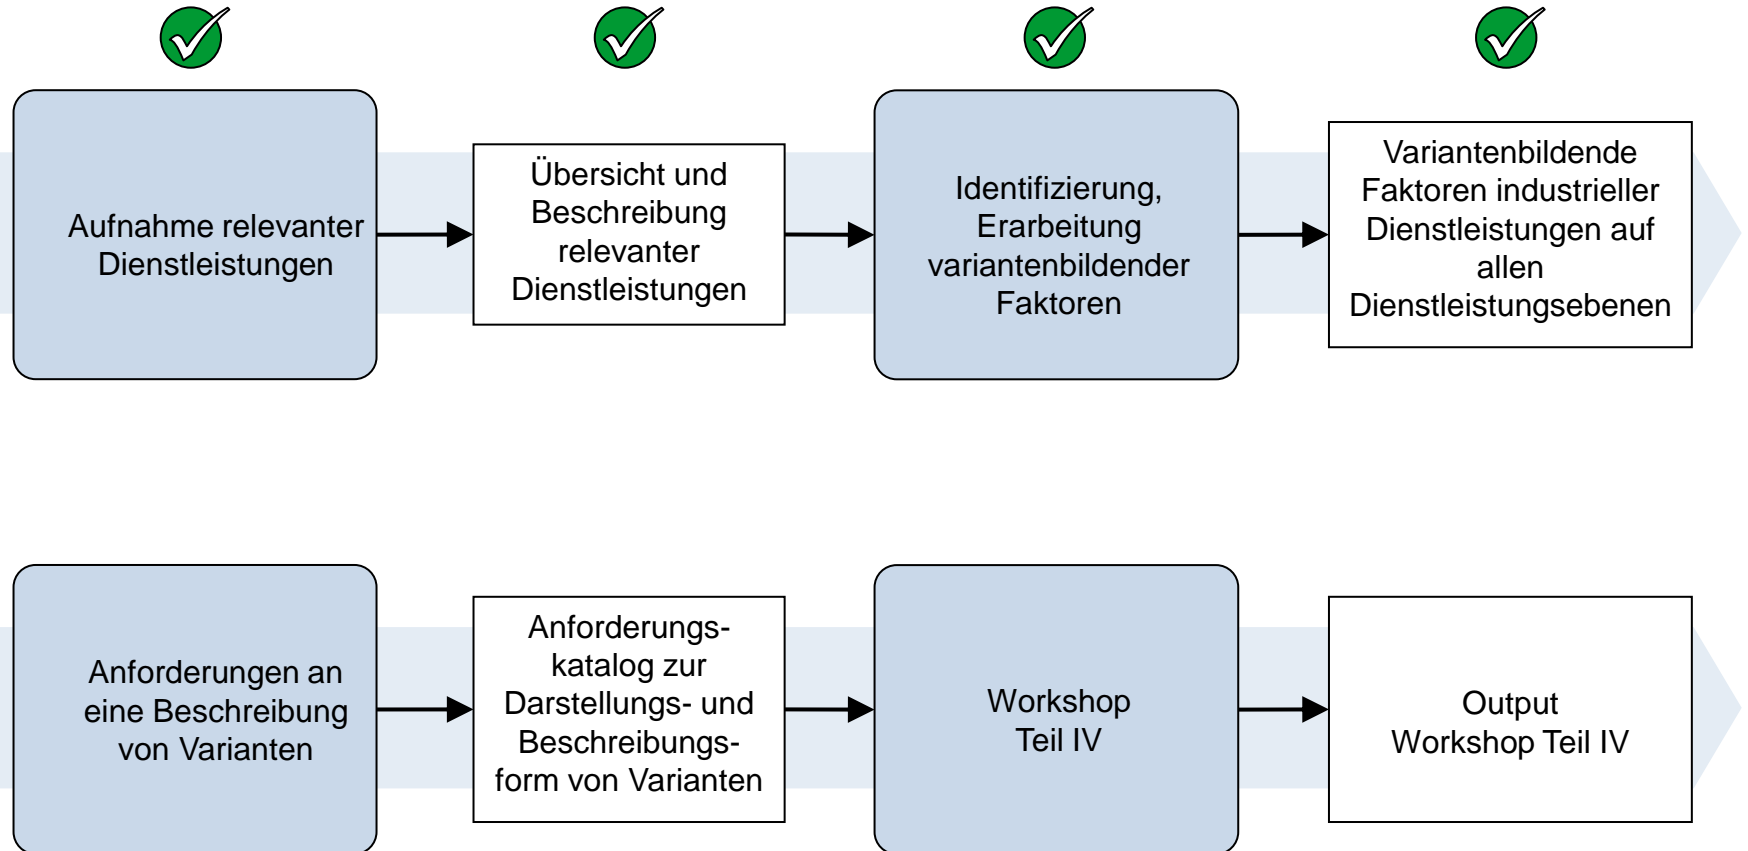 Aufnahme relevanter
Dienstleistungen
Übersicht und
Beschreibung
relevanter
Dienstleistungen
Identifizierung,
Erarbeitung
variantenbildender
Faktoren
Variantenbildende
Faktoren industrieller
Dienstleistungen auf
allen
Dienstleistungsebenen
Anforderungen an
eine Beschreibung
von Varianten
Anforderungs-
katalog zur
Darstellungs- und
Beschreibungs-
form von Varianten
Workshop
Teil IV
Output
Workshop Teil IV